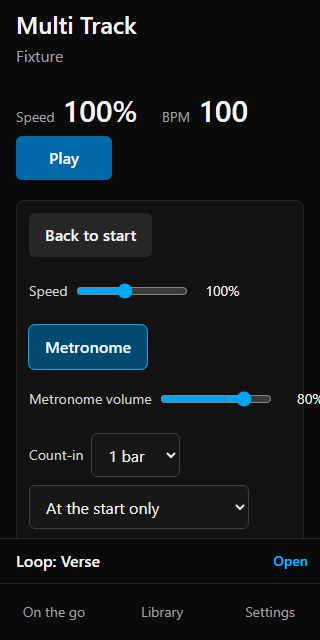 Multi Track
Fixture
Speed 100% BPM 100
Play
Back to start
Speed 100%
Metronome
Metronome volume 80%
Count-in 1 bar
At the start only
Loop: Verse Open
On the go Library Settings